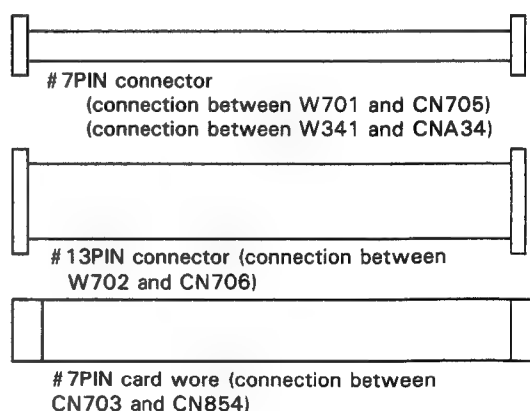 #7PIN connector
(connection between W701 and CN705)
(connection between W341 and CNA34)
#13PIN connector (connection between
W702 and CN706)
#7PIN card wore (connection between
CN703 and CN854)